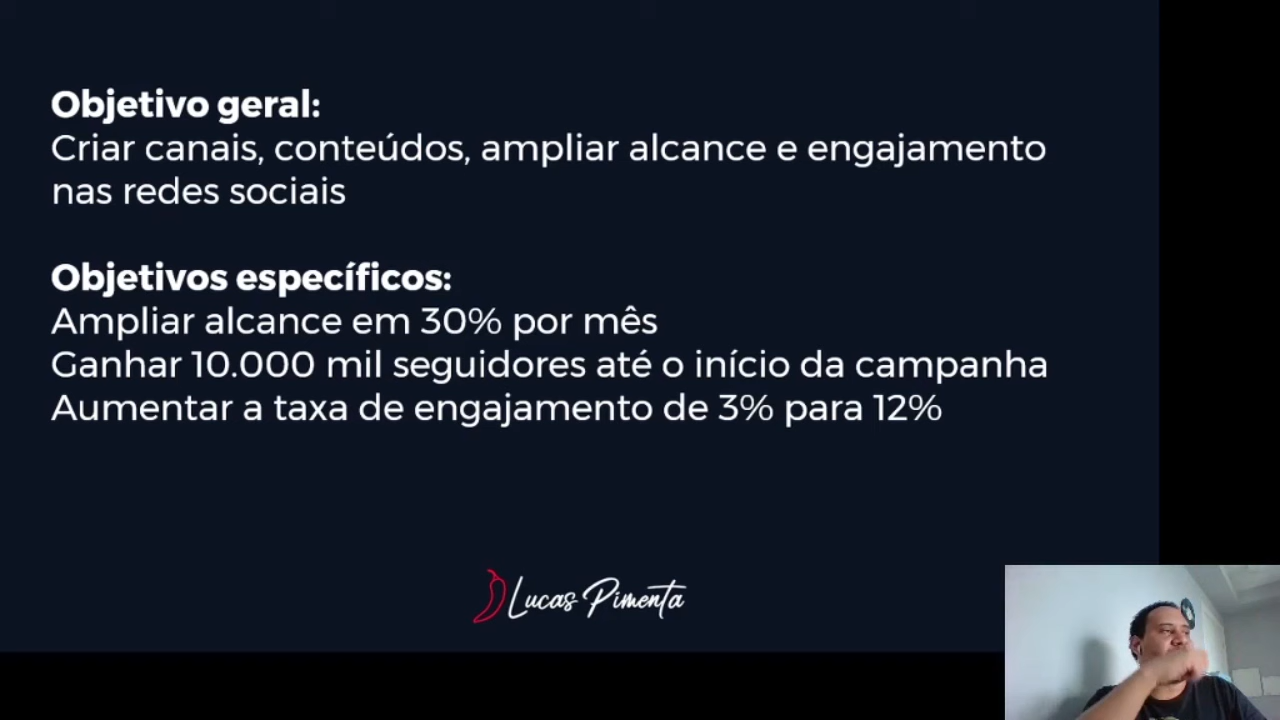 Objetivo geral:
Criar canais, conteúdos, ampliar alcance e engajamento
nas redes sociais
Objetivos específicos:
Ampliar alcance em 30% por mês
Ganhar 10.000 mil seguidores até o início da campanha
Aumentar a taxa de engajamento de 3% para 12%
Lucas Pimenta